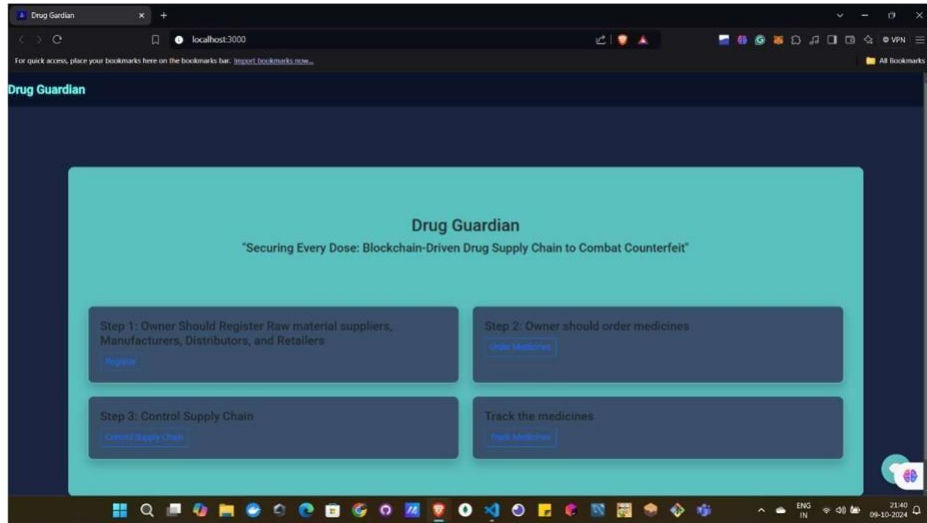 Drug Gardian
localhost:3000
VPN
For quick access, place your bookmarks here on the bookmarks bar. Import bookmarks now...
All Bookmarks
Drug Guardian
Drug Guardian
"Securing Every Dose: Blockchain-Driven Drug Supply Chain to Combat Counterfeit"
Step 1: Owner Should Register Raw material suppliers,
Manufacturers, Distributors, and Retailers
Register
Step 2: Owner should order medicines
Order Medicines
Step 3: Control Supply Chain
Control Supply Chain
Track the medicines
Track Medicines
ENG
IN
21:40
09-10-2024